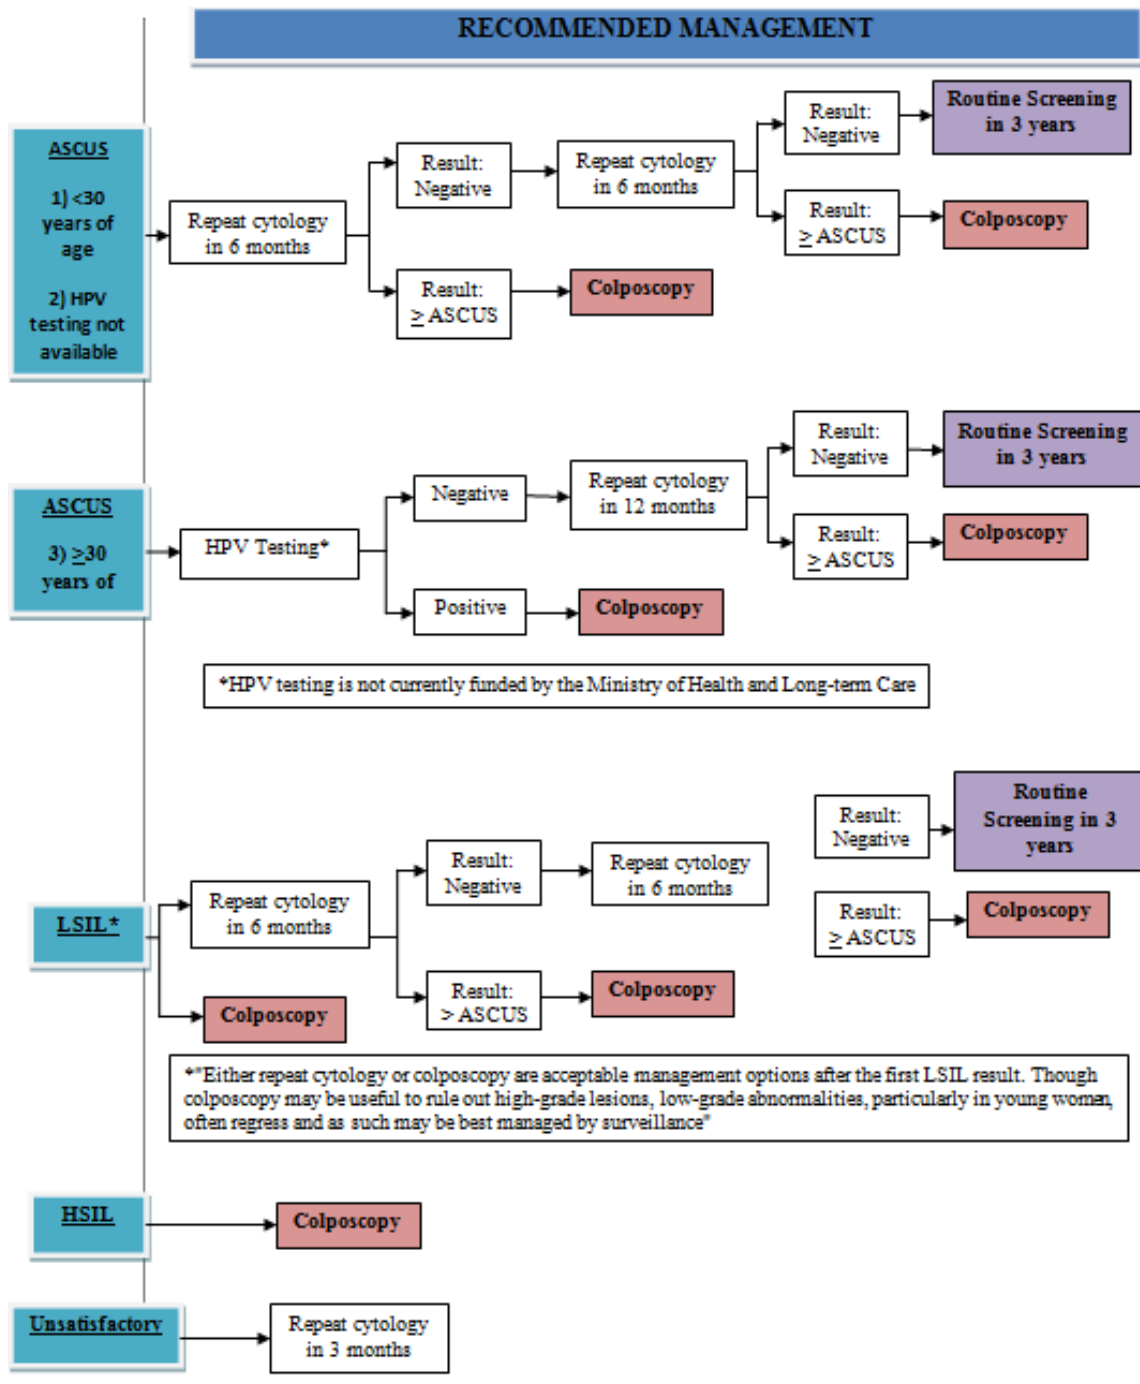 RECOMMENDED MANAGEMENT
ASCUS
1) <30
years of
age
2) HPV
testing not
available
Repeat cytology
in 6 months
Result:
Negative
Repeat cytology
in 6 months
Result:
Negative
Routine Screening
in 3 years
Result:
≥ ASCUS
Colposcopy
Result:
≥ ASCUS
Colposcopy
ASCUS
3) ≥30
years of
HPV Testing*
Negative
Repeat cytology
in 12 months
Result:
Negative
Routine Screening
in 3 years
Result:
≥ ASCUS
Colposcopy
Positive
Colposcopy
*HPV testing is not currently funded by the Ministry of Health and Long-term Care
LSIL*
Repeat cytology
in 6 months
Result:
Negative
Repeat cytology
in 6 months
Result:
Negative
Routine
Screening in 3
years
Result:
≥ ASCUS
Colposcopy
Result:
> ASCUS
Colposcopy
Colposcopy
*"Either repeat cytology or colposcopy are acceptable management options after the first LSIL result. Though
colposcopy may be useful to rule out high-grade lesions, low-grade abnormalities, particularly in young women,
often regress and as such may be best managed by surveillance"
HSIL
Colposcopy
Unsatisfactory
Repeat cytology
in 3 months